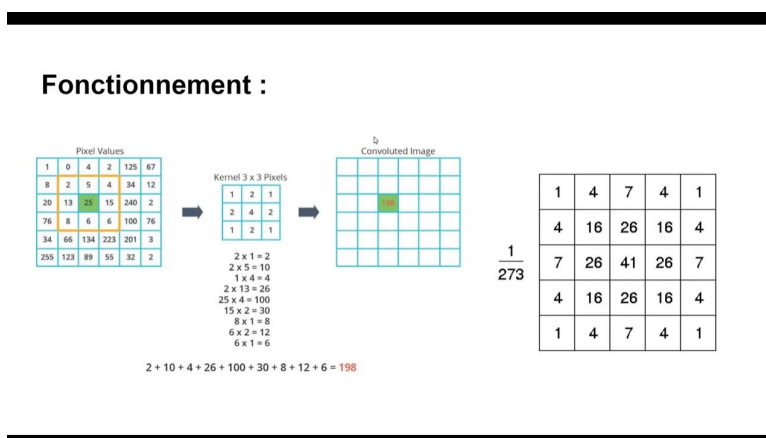 Fonctionnement :
Pixel Values
1 0 4 2 125 67
8 2 5 4 34 12
20 13 25 15 240 2
76 8 6 6 100 76
34 66 134 223 201 3
255 123 89 55 32 2
Kernel 3 x 3 Pixels
1 2 1
2 4 2
1 2 1
2 x 1 = 2
2 x 5 = 10
1 x 4 = 4
2 x 13 = 26
25 x 4 = 100
15 x 2 = 30
8 x 1 = 8
6 x 2 = 12
6 x 1 = 6
2 + 10 + 4 + 26 + 100 + 30 + 8 + 12 + 6 = 198
Convoluted Image
198
1
273
1 4 7 4 1
4 16 26 16 4
7 26 41 26 7
4 16 26 16 4
1 4 7 4 1